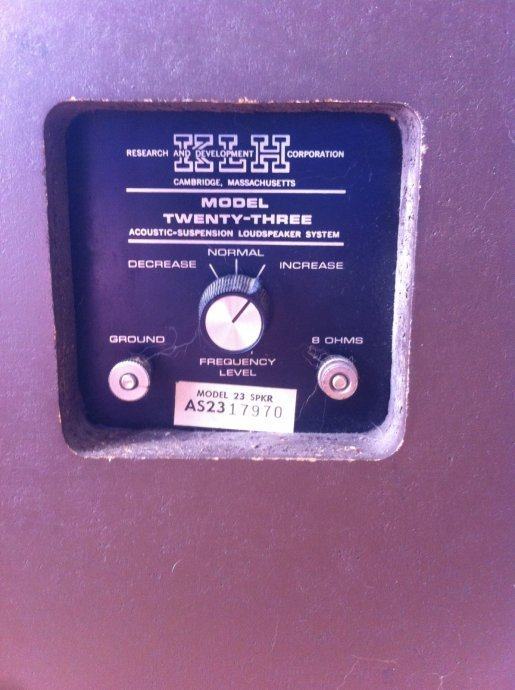 KLH
RESEARCH AND DEVELOPMENT CORPORATION
CAMBRIDGE, MASSACHUSETTS
MODEL
TWENTY-THREE
ACOUSTIC-SUSPENSION LOUDSPEAKER SYSTEM
NORMAL
DECREASE INCREASE
GROUND 8 OHMS
FREQUENCY
LEVEL
MODEL 23 SPKR
AS2317970